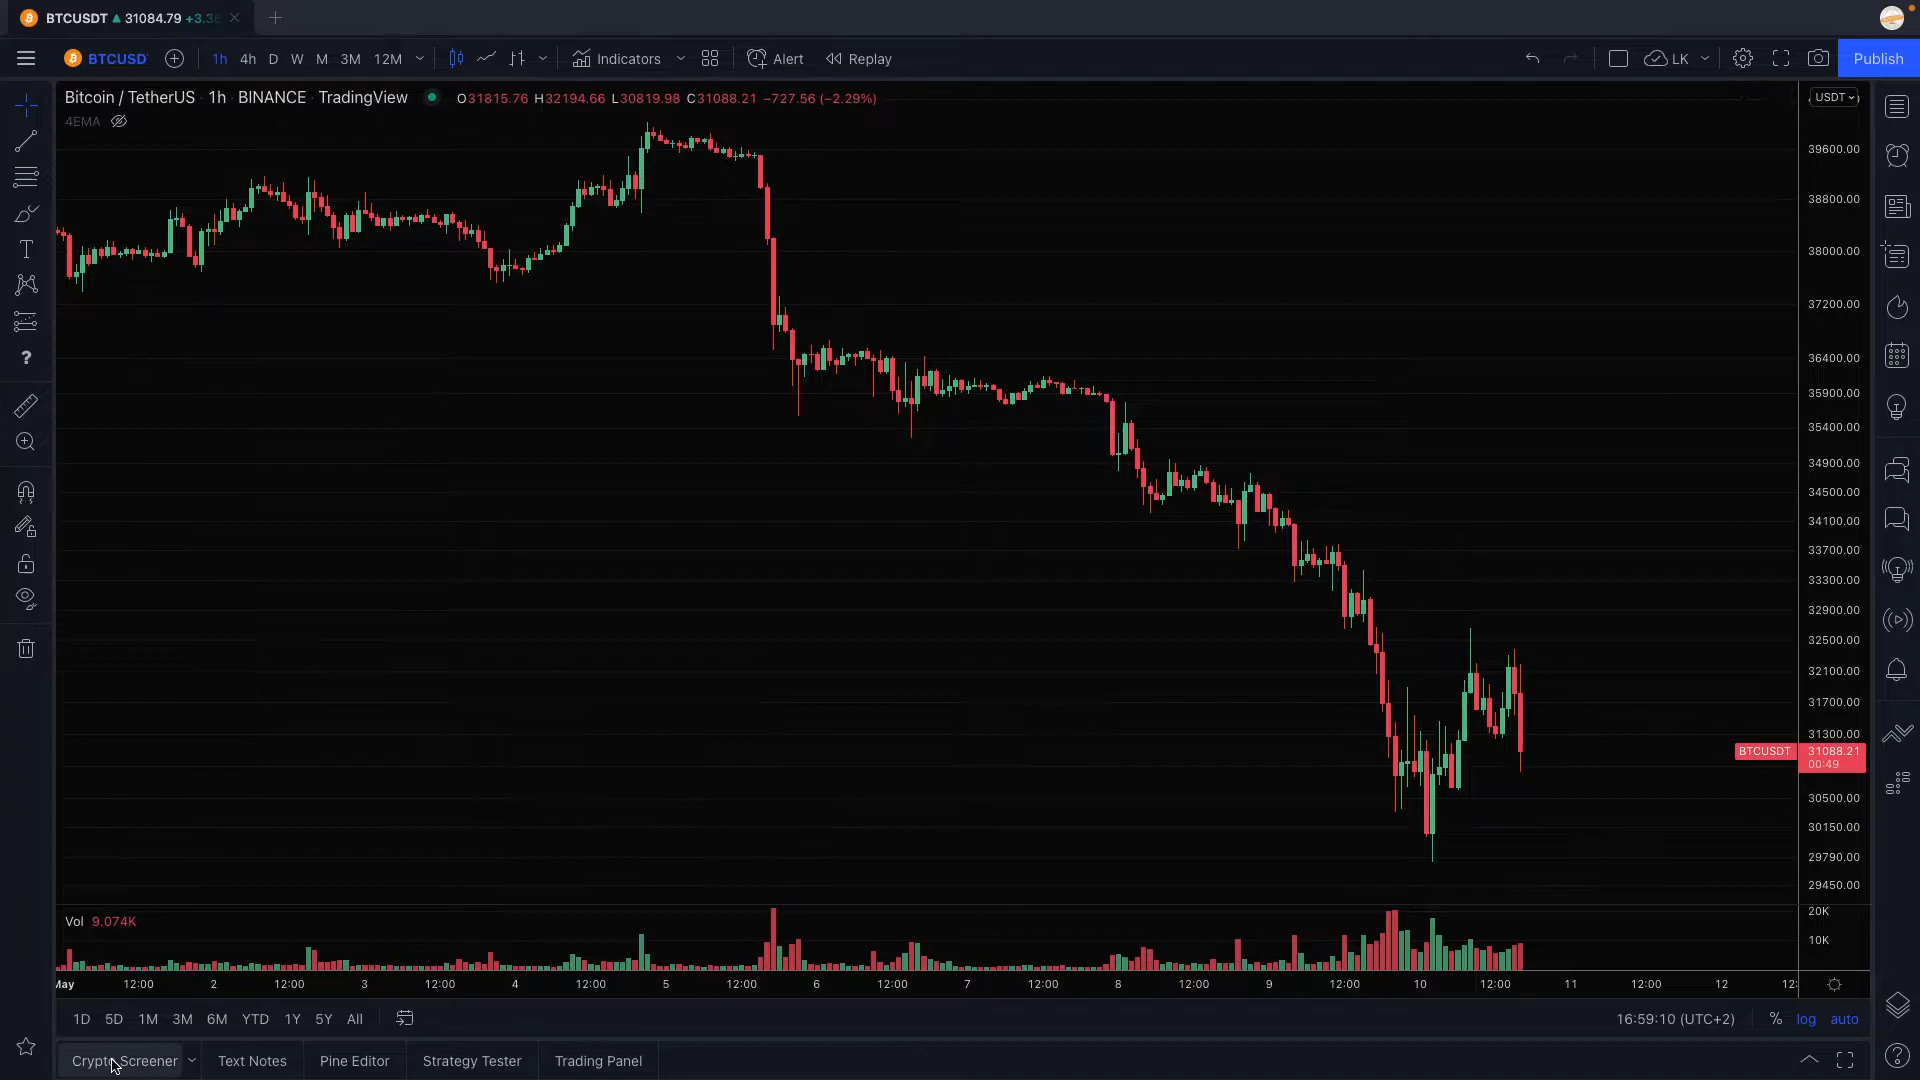 BTCUSDT ▲ 31084.79 +3.3
BTCUSD 1h 4h D W M 3M 12M Indicators Alert Replay LK Publish
Bitcoin / TetherUS · 1h · BINANCE · TradingView O31815.76 H32194.66 L30819.98 C31088.21 −727.56 (−2.29%) USDT
4EMA
39600.00
38800.00
38000.00
37200.00
36400.00
35900.00
35400.00
34900.00
34500.00
34100.00
33700.00
33300.00
32900.00
32500.00
32100.00
31700.00
31300.00
BTCUSDT 31088.21
00:49
30500.00
30150.00
29790.00
29450.00
Vol 9.074K
20K
10K
May 12:00 2 12:00 3 12:00 4 12:00 5 12:00 6 12:00 7 12:00 8 12:00 9 12:00 10 12:00 11 12:00 12 12:
1D 5D 1M 3M 6M YTD 1Y 5Y All 16:59:10 (UTC+2) % log auto
Crypto Screener Text Notes Pine Editor Strategy Tester Trading Panel